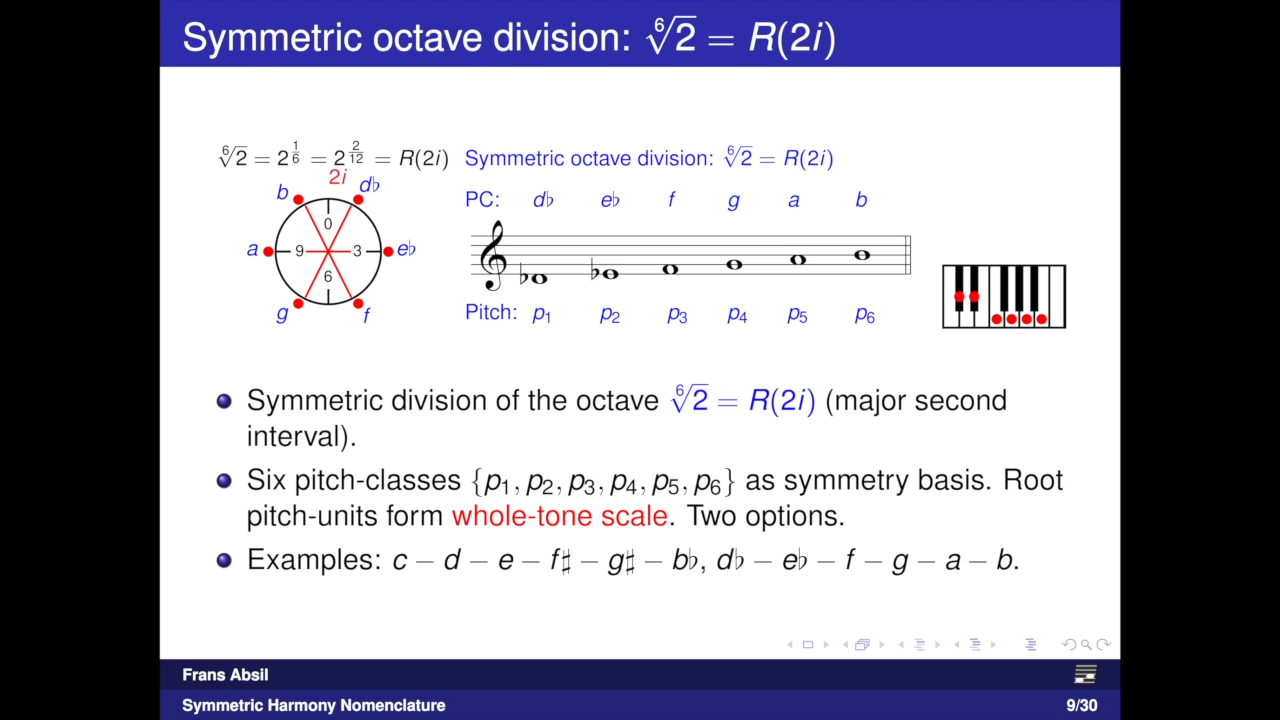 Symmetric octave division: ⁶√2 = R(2i)
⁶√2 = 2^{1/6} = 2^{2/12} = R(2i)
Symmetric octave division: ⁶√2 = R(2i)
2i
b
d♭
a
e♭
g
f
0
9
3
6
PC: d♭ e♭ f g a b
Pitch: p₁ p₂ p₃ p₄ p₅ p₆
Symmetric division of the octave ⁶√2 = R(2i) (major second
interval).
Six pitch-classes {p₁, p₂, p₃, p₄, p₅, p₆} as symmetry basis. Root
pitch-units form whole-tone scale. Two options.
Examples: c – d – e – f♯ – g♯ – b♭, d♭ – e♭ – f – g – a – b.
Frans Absil
Symmetric Harmony Nomenclature
9/30